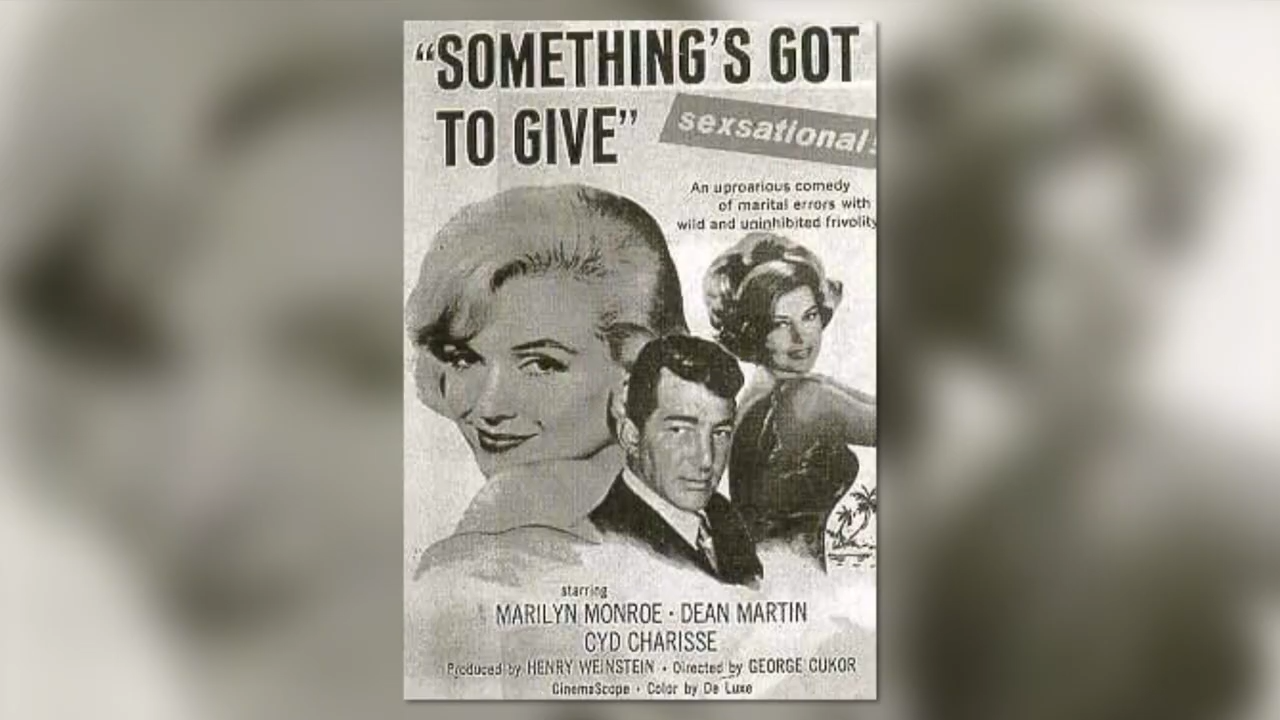 “SOMETHING’S GOT
TO GIVE”
sexsational!
An uproarious comedy
of marital errors with
wild and uninhibited frivolity
starring
MARILYN MONROE · DEAN MARTIN
CYD CHARISSE
Produced by HENRY WEINSTEIN · Directed by GEORGE CUKOR
CinemaScope · Color by De Luxe